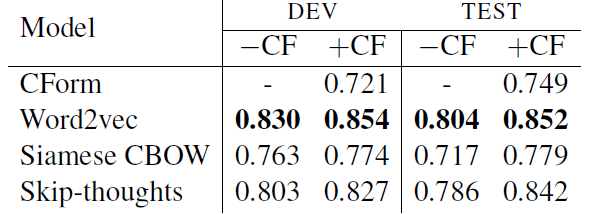 Model DEV TEST
−CF +CF −CF +CF
CForm - 0.721 - 0.749
Word2vec 0.830 0.854 0.804 0.852
Siamese CBOW 0.763 0.774 0.717 0.779
Skip-thoughts 0.803 0.827 0.786 0.842